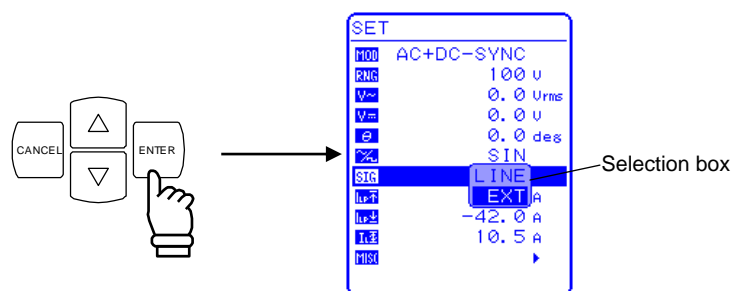 CANCEL
ENTER
SET
MOD AC+DC-SYNC
RNG 100 V
V~ 0.0 Vrms
V⎓ 0.0 V
θ 0.0 deg
SIN
SIG LINE
EXT A
-42.0 A
10.5 A
MISC
Selection box